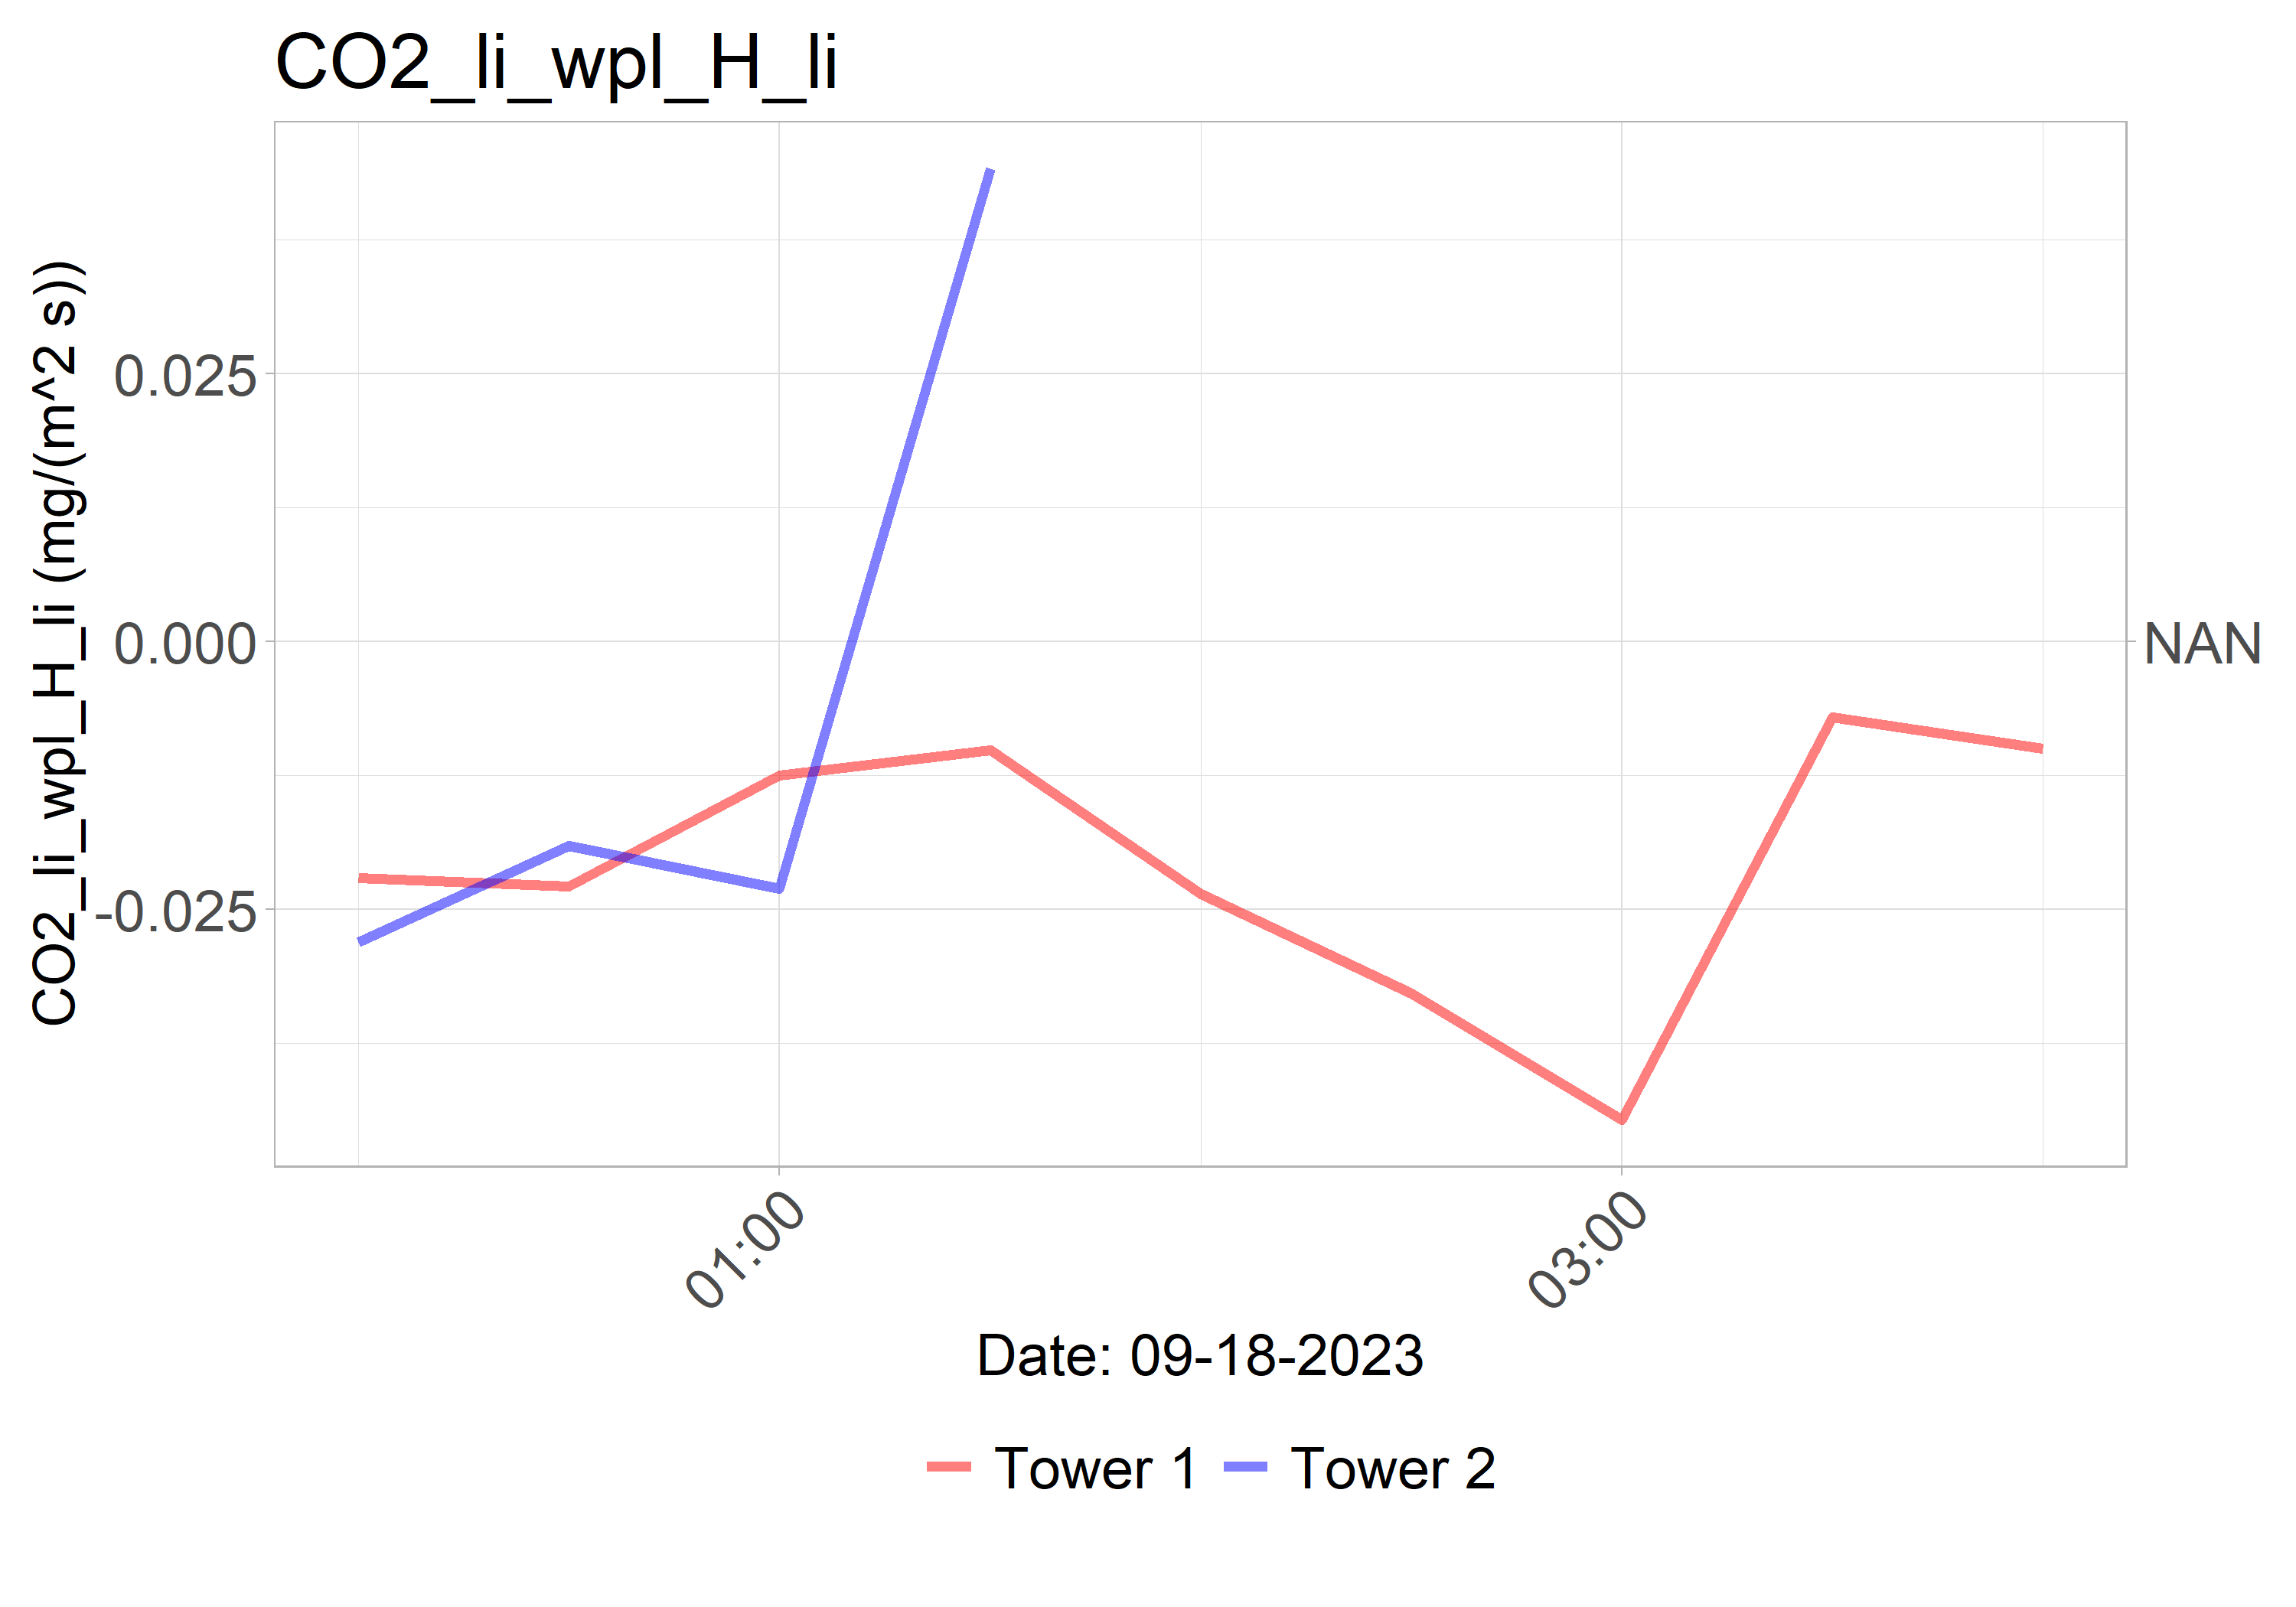 CO2_li_wpl_H_li
CO2_li_wpl_H_li (mg/(m^2 s))
0.025
0.000
-0.025
NAN
01:00
03:00
Date: 09-18-2023
Tower 1
Tower 2